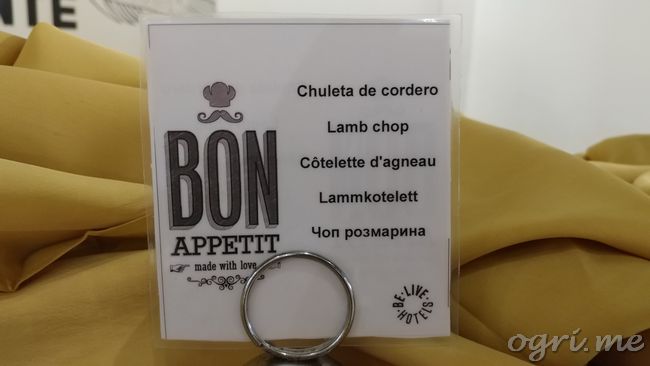 NTE
BON
APPETIT
made with love
Chuleta de cordero
Lamb chop
Côtelette d'agneau
Lammkotelett
Чоп розмарина
BE·LIVE·HOTELS
ogri.me